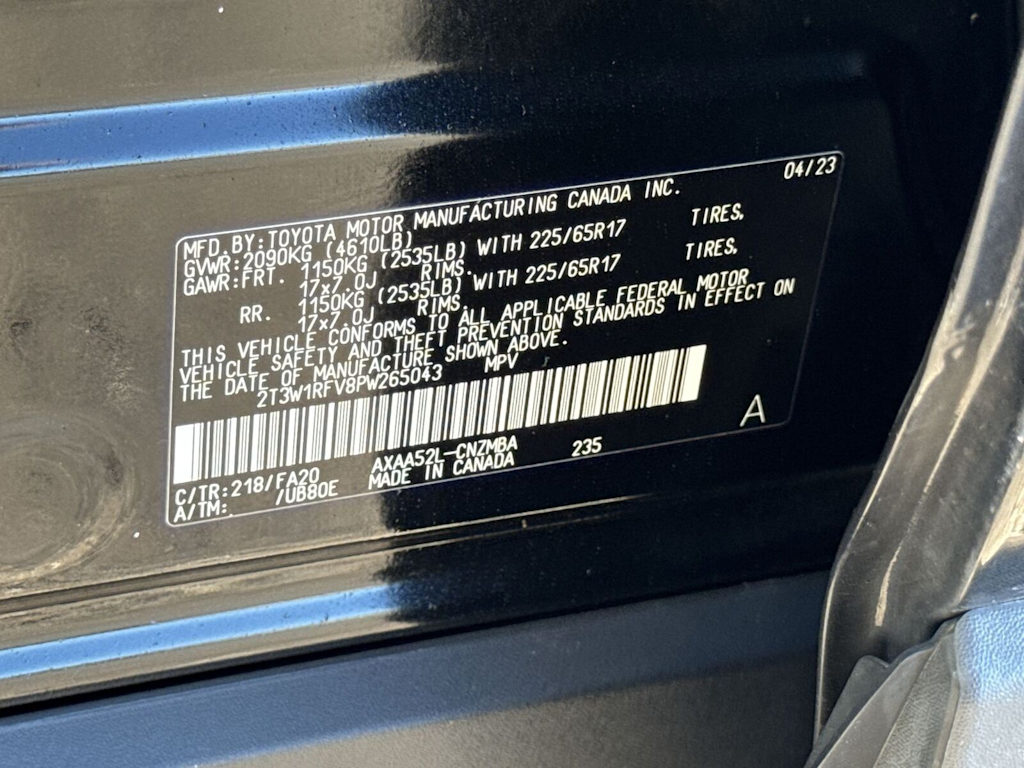 04/23
MFD. BY: TOYOTA MOTOR MANUFACTURING CANADA INC.
GVWR: 2090KG (4610LB)
GAWR: FRT. 1150KG (2535LB) WITH 225/65R17 TIRES,
17x7.0J RIMS.
RR. 1150KG (2535LB) WITH 225/65R17 TIRES,
17x7.0J RIMS.
THIS VEHICLE CONFORMS TO ALL APPLICABLE FEDERAL MOTOR
VEHICLE SAFETY AND THEFT PREVENTION STANDARDS IN EFFECT ON
THE DATE OF MANUFACTURE SHOWN ABOVE.
2T3W1RFV8PW265043 MPV
A
C/TR: 218/FA20 AXAA52L-CNZMBA 235
A/TM: /UB80E MADE IN CANADA